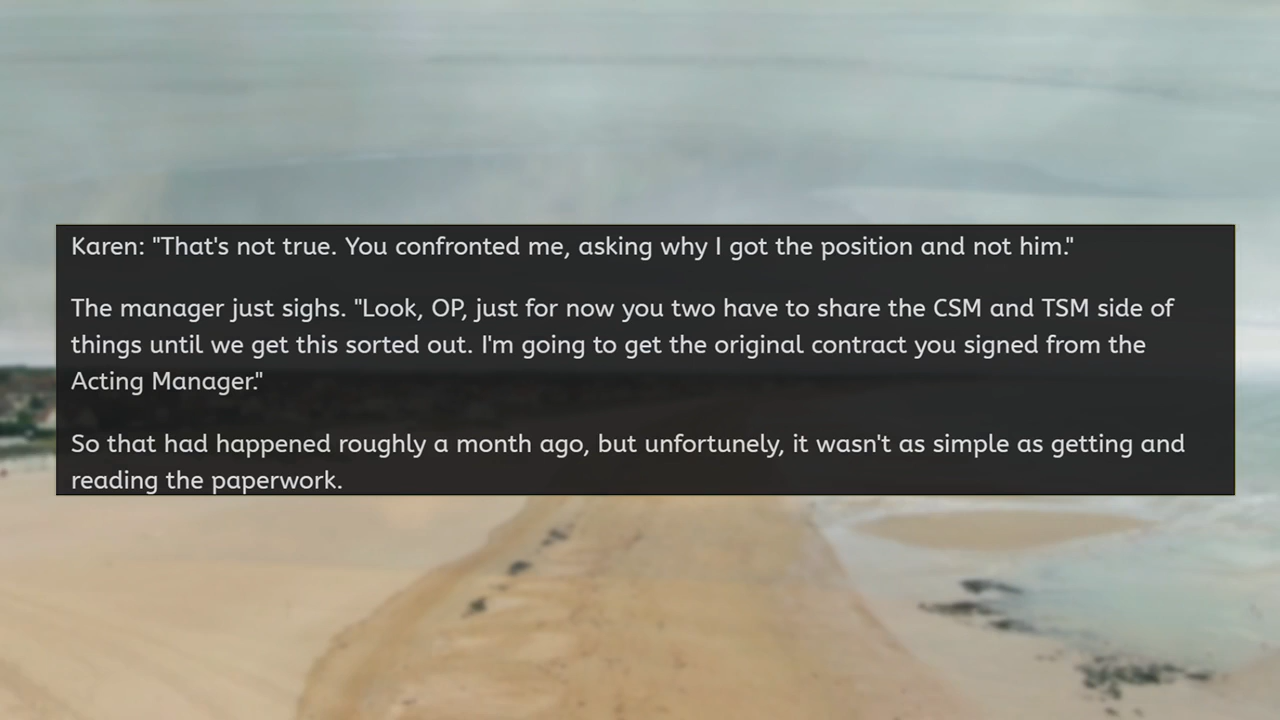 Karen: "That's not true. You confronted me, asking why I got the position and not him."
The manager just sighs. "Look, OP, just for now you two have to share the CSM and TSM side of
things until we get this sorted out. I'm going to get the original contract you signed from the
Acting Manager."
So that had happened roughly a month ago, but unfortunely, it wasn't as simple as getting and
reading the paperwork.